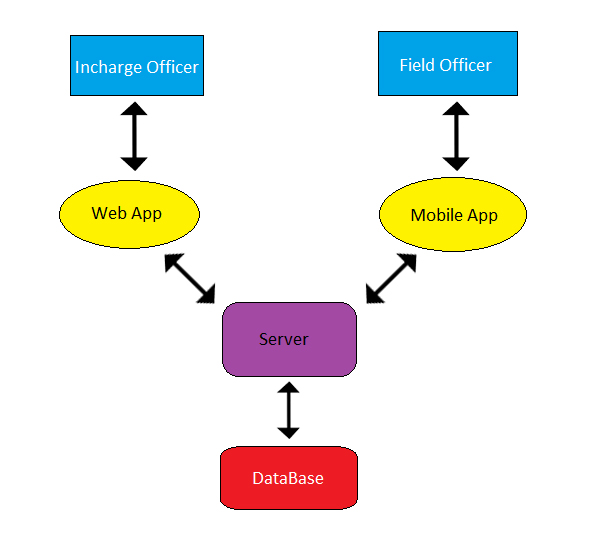 Incharge Officer
Field Officer
Web App
Mobile App
Server
DataBase